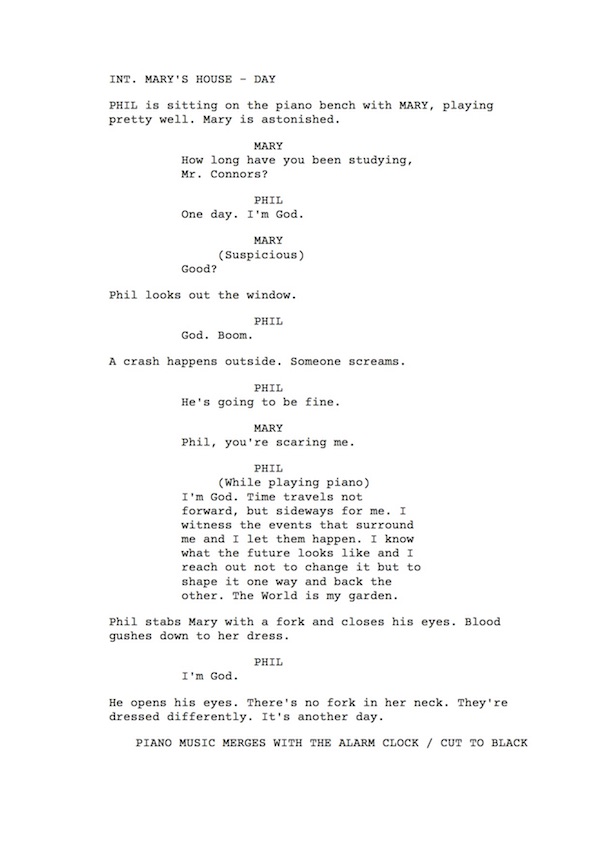 INT. MARY'S HOUSE – DAY
PHIL is sitting on the piano bench with MARY, playing
pretty well. Mary is astonished.
MARY
How long have you been studying,
Mr. Connors?
PHIL
One day. I'm God.
MARY
(Suspicious)
Good?
Phil looks out the window.
PHIL
God. Boom.
A crash happens outside. Someone screams.
PHIL
He's going to be fine.
MARY
Phil, you're scaring me.
PHIL
(While playing piano)
I'm God. Time travels not
forward, but sideways for me. I
witness the events that surround
me and I let them happen. I know
what the future looks like and I
reach out not to change it but to
shape it one way and back the
other. The World is my garden.
Phil stabs Mary with a fork and closes his eyes. Blood
gushes down to her dress.
PHIL
I'm God.
He opens his eyes. There's no fork in her neck. They're
dressed differently. It's another day.
PIANO MUSIC MERGES WITH THE ALARM CLOCK / CUT TO BLACK